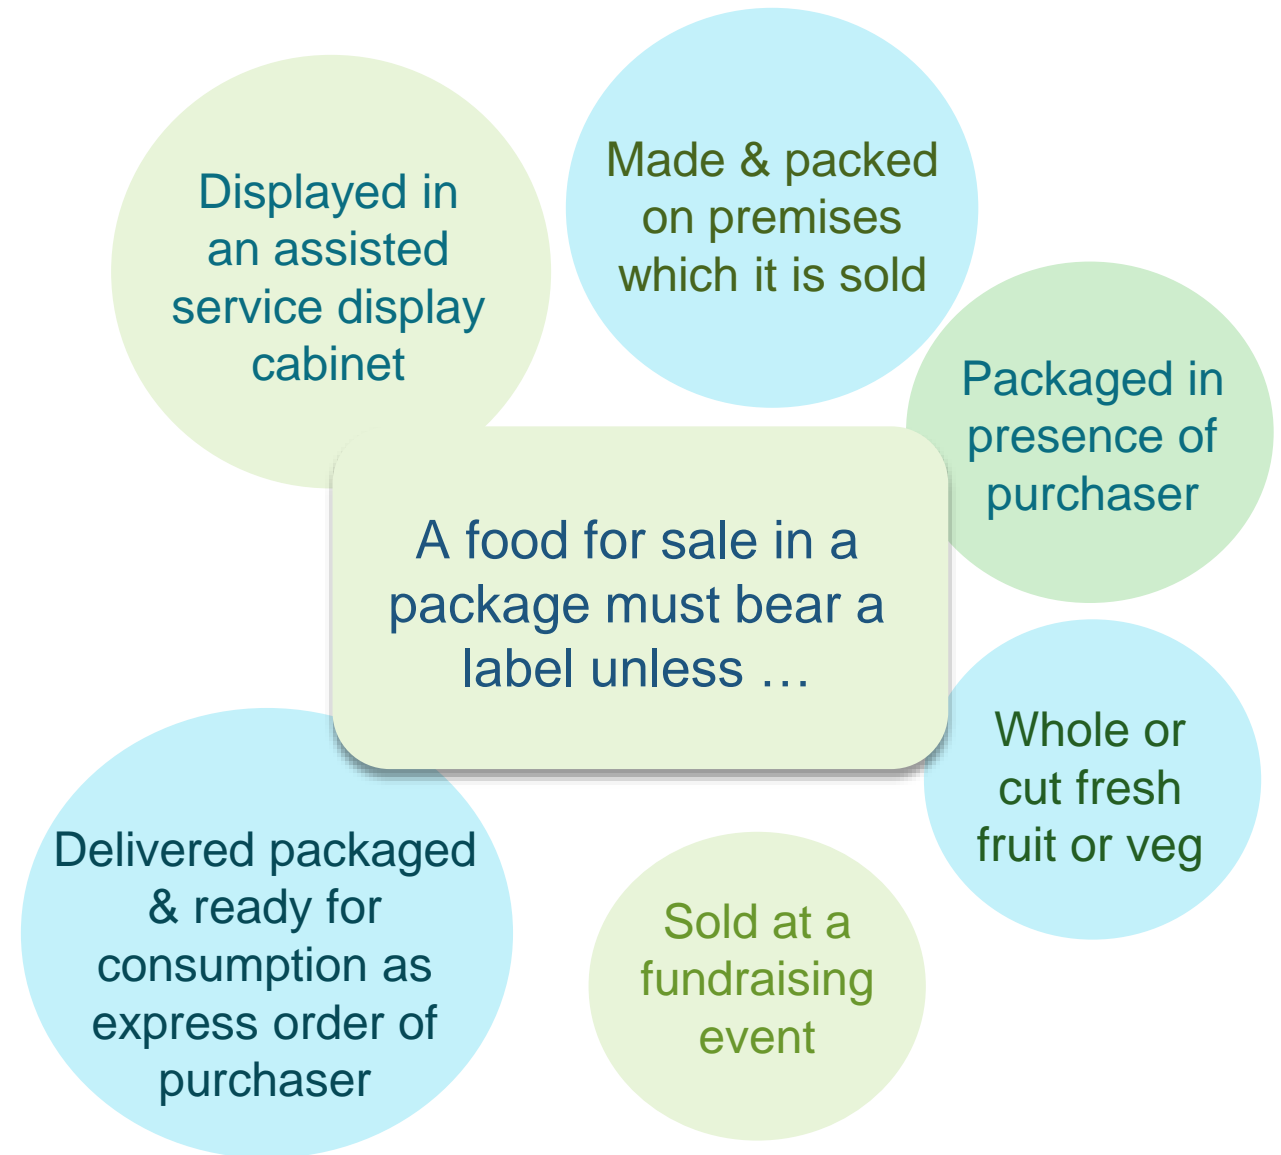 Displayed in
an assisted
service display
cabinet
Made & packed
on premises
which it is sold
Packaged in
presence of
purchaser
A food for sale in a
package must bear a
label unless …
Whole or
cut fresh
fruit or veg
Delivered packaged
& ready for
consumption as
express order of
purchaser
Sold at a
fundraising
event